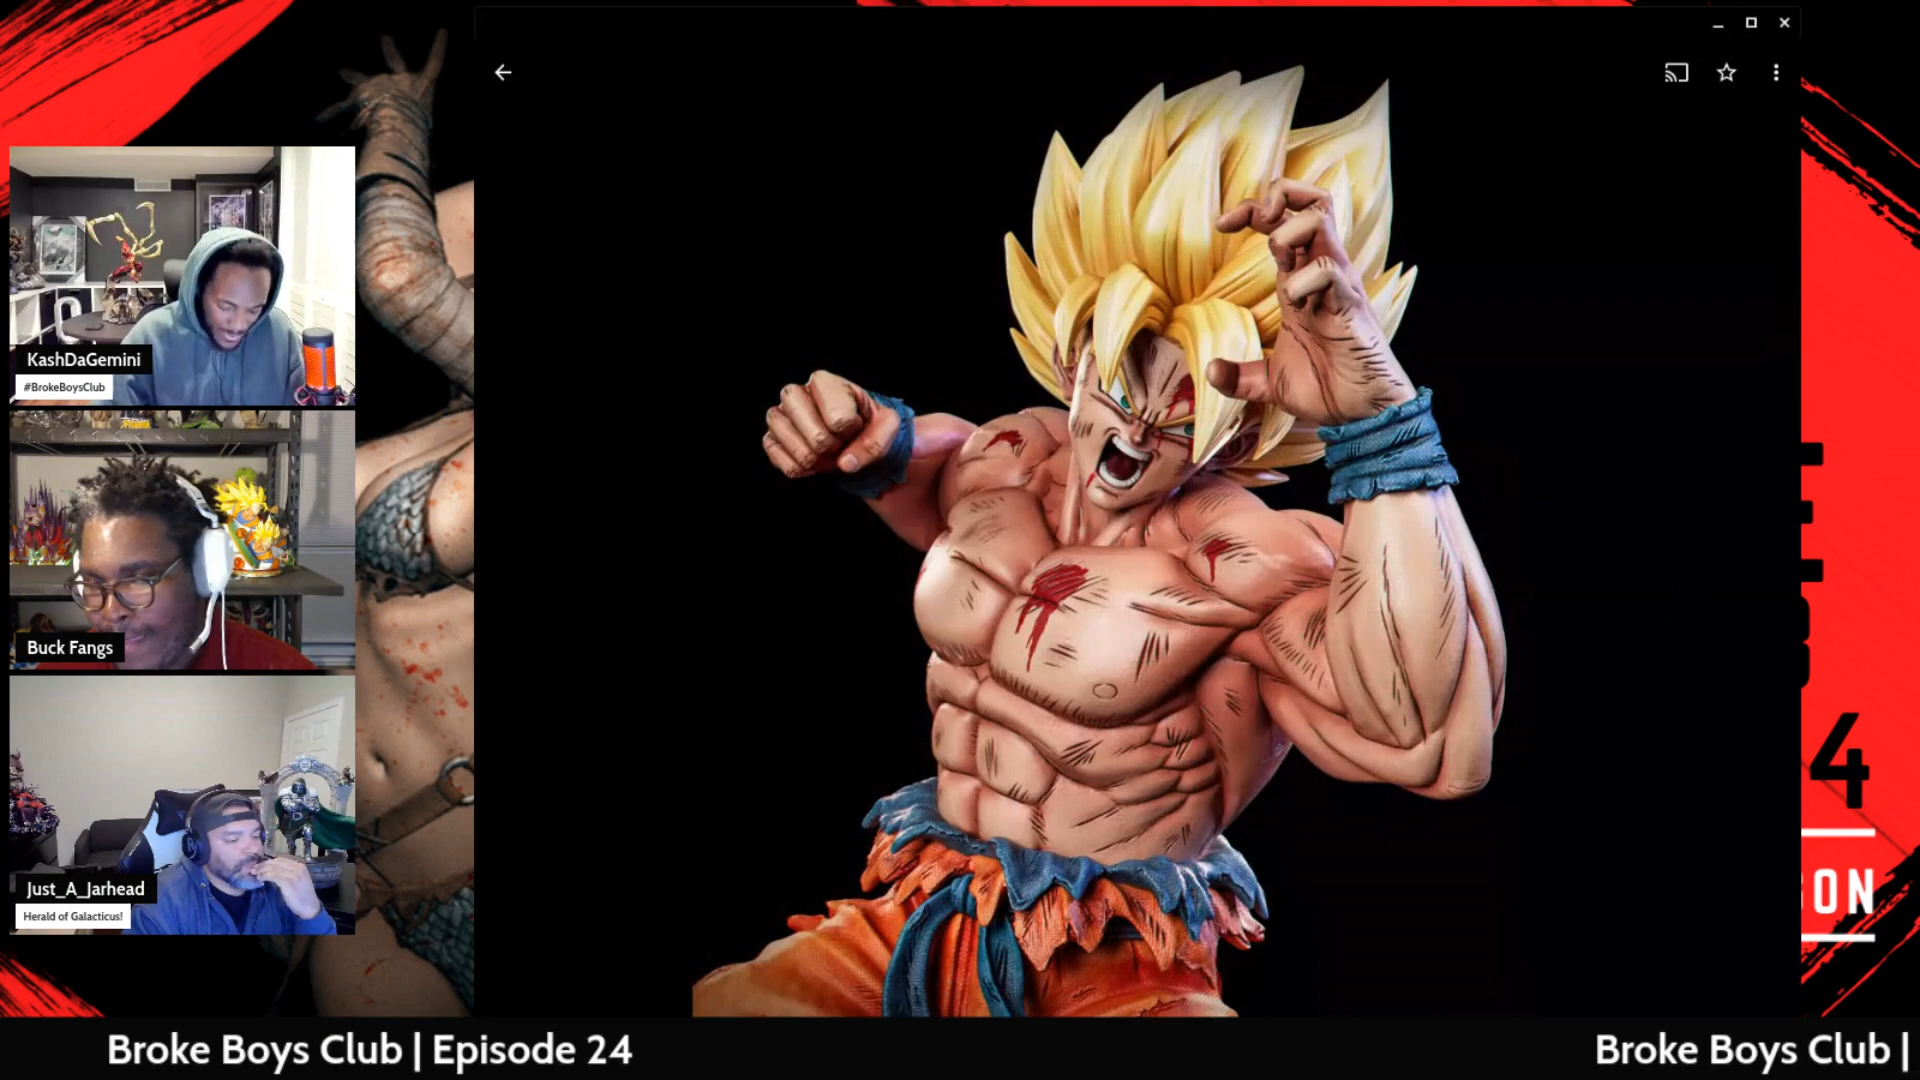 KashDaGemini
#BrokeBoysClub
Buck Fangs
Just_A_Jarhead
Herald of Galacticus!
4
ON
Broke Boys Club | Episode 24
Broke Boys Club |